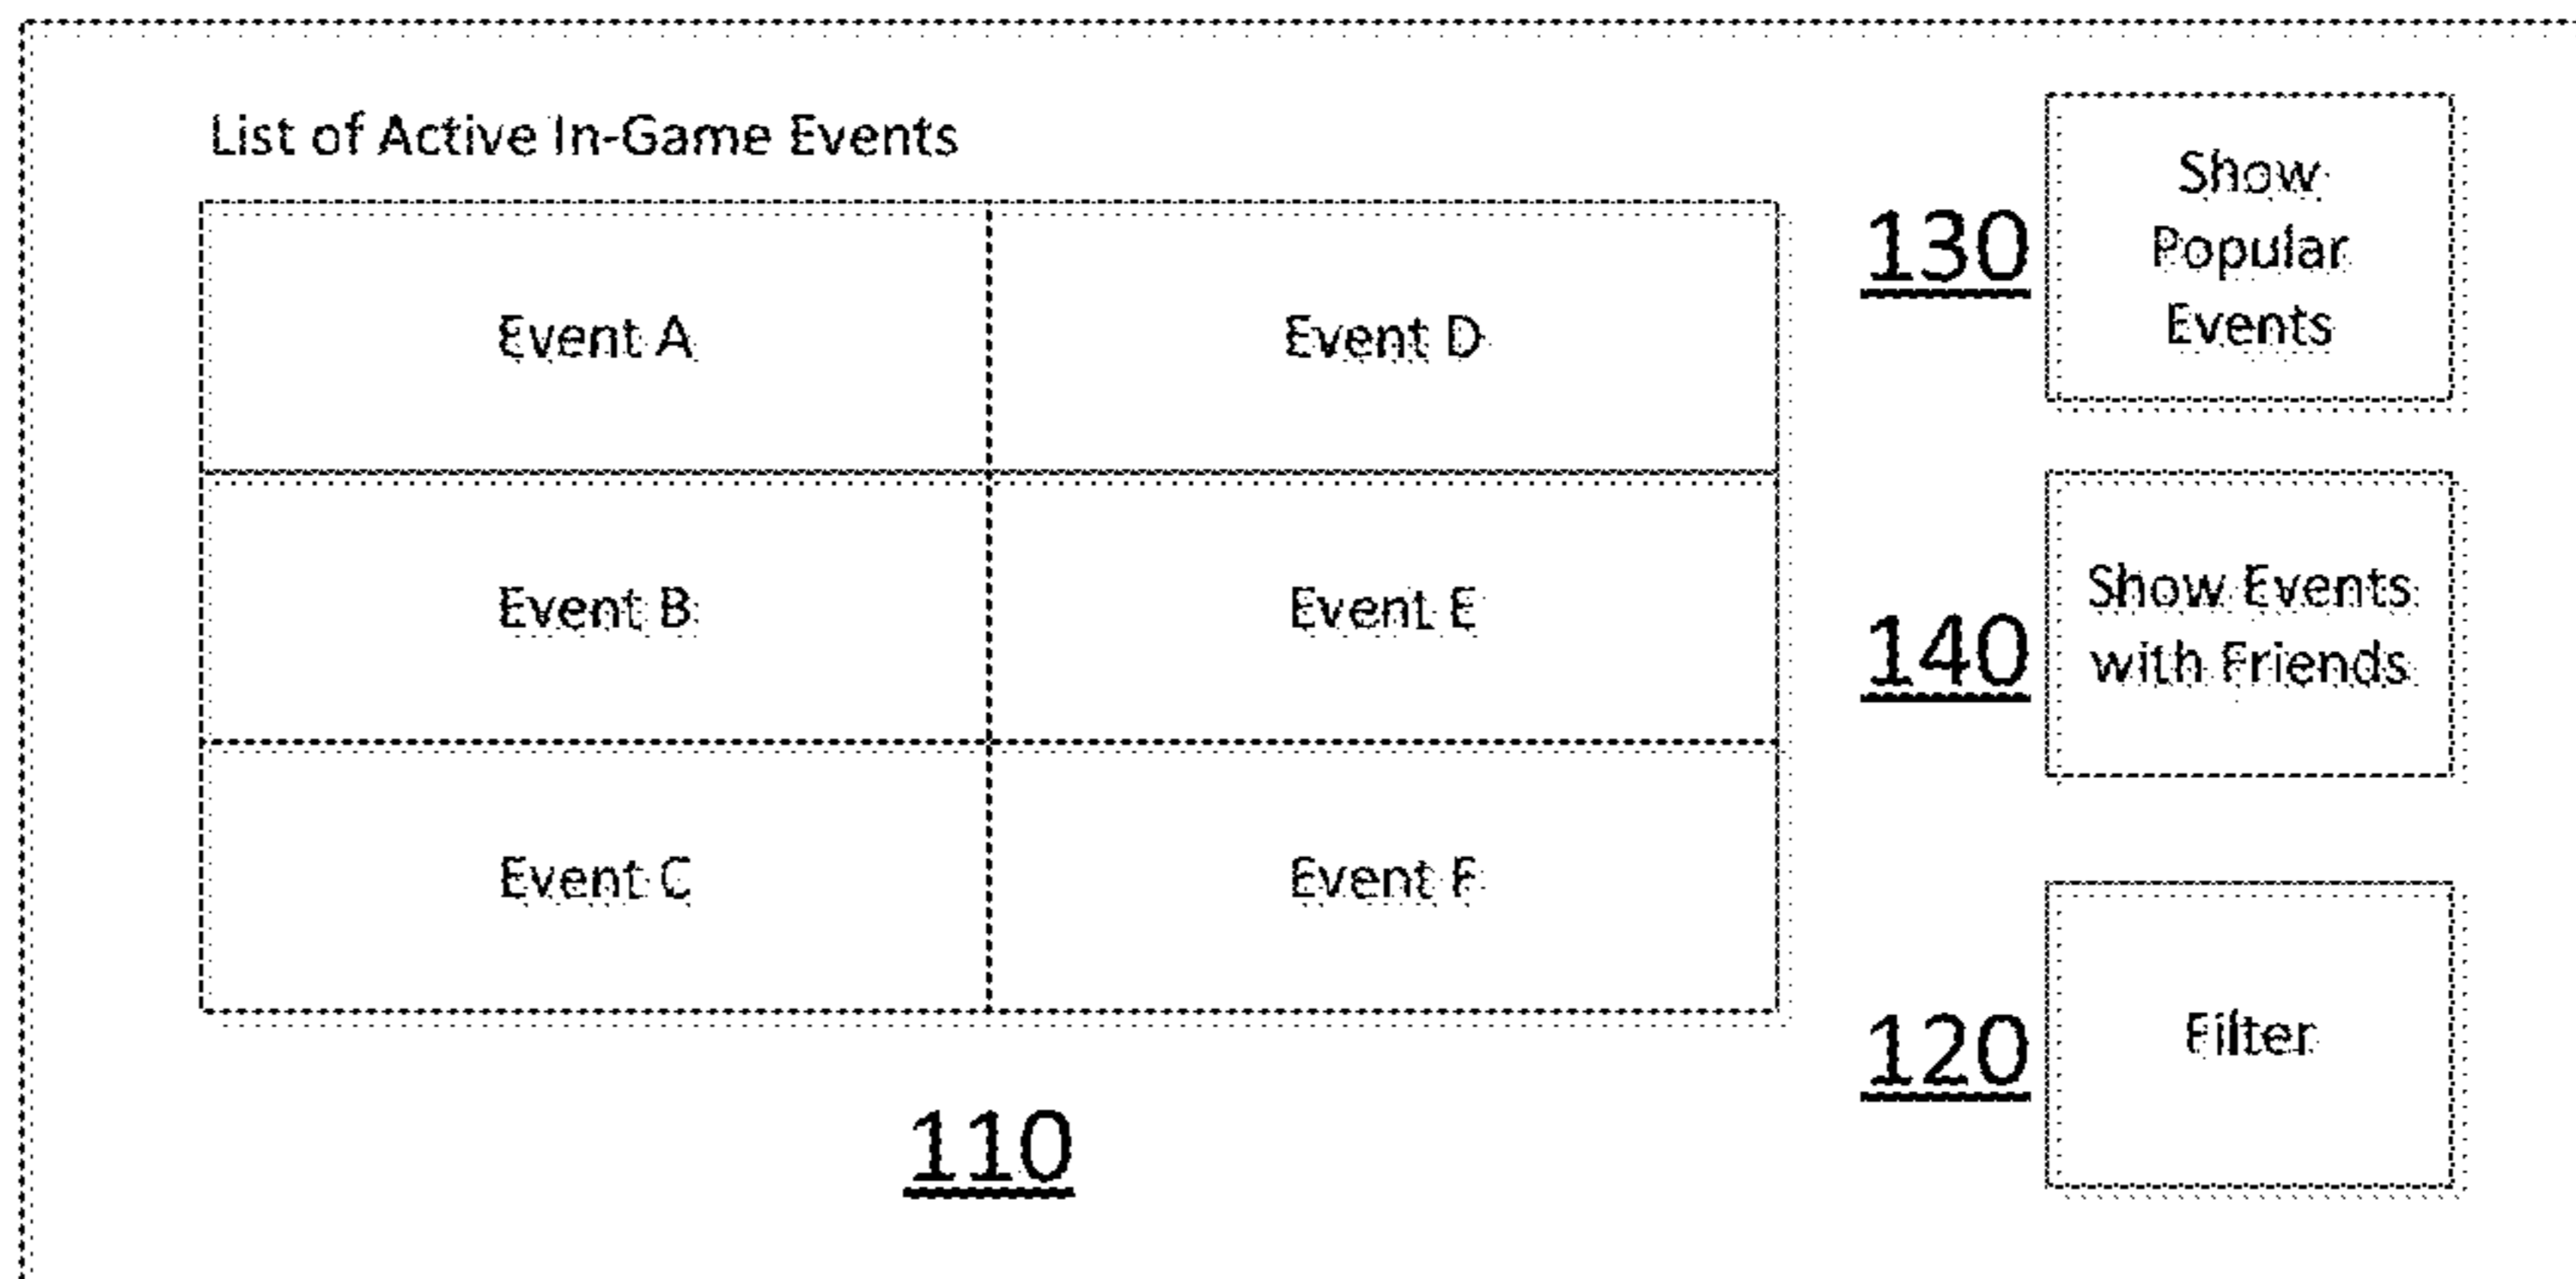 List of Active In-Game Events
Event A
Event D
Event B
Event E
Event C
Event F
110
130
Show
Popular
Events
140
Show Events
with Friends
120
Filter